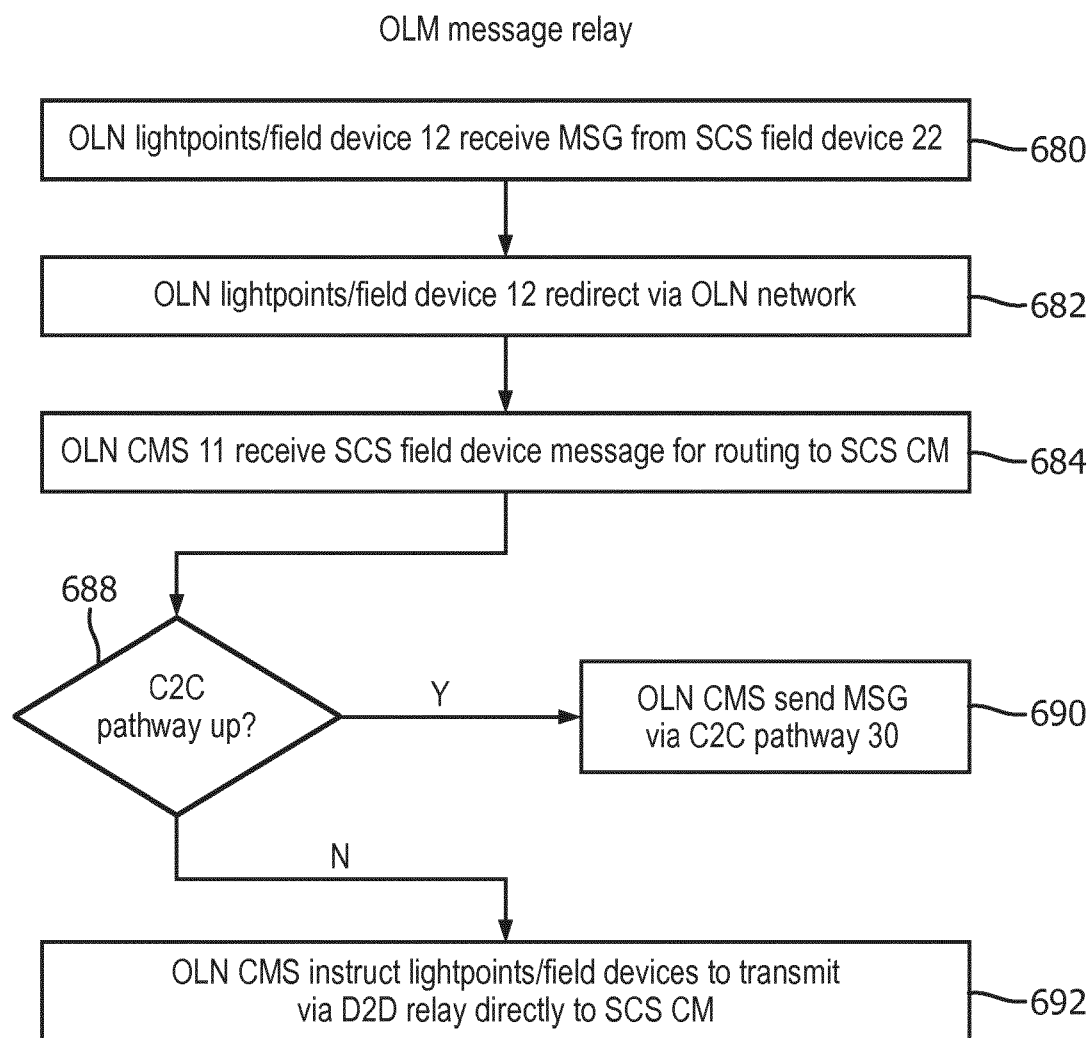 OLM message relay
OLN lightpoints/field device 12 receive MSG from SCS field device 22
680
OLN lightpoints/field device 12 redirect via OLN network
682
OLN CMS 11 receive SCS field device message for routing to SCS CM
684
688
C2C
pathway up?
Y
OLN CMS send MSG
via C2C pathway 30
690
N
OLN CMS instruct lightpoints/field devices to transmit
via D2D relay directly to SCS CM
692